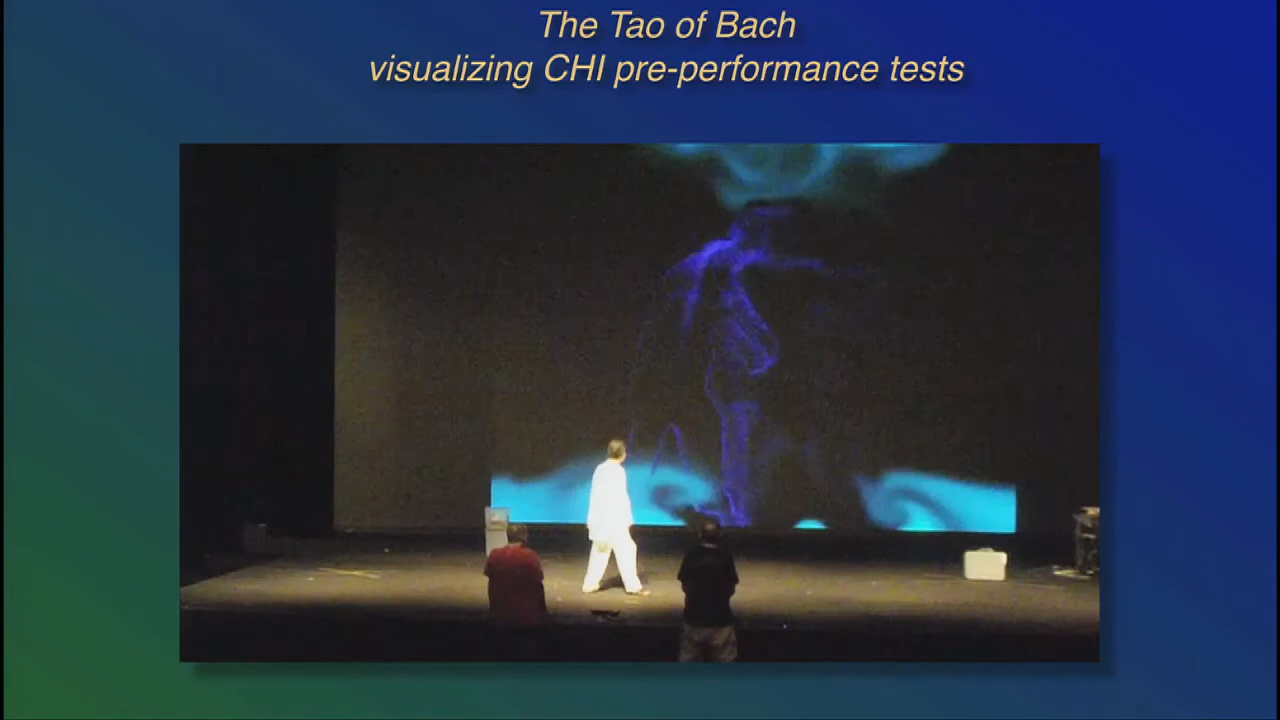 The Tao of Bach
visualizing CHI pre-performance tests